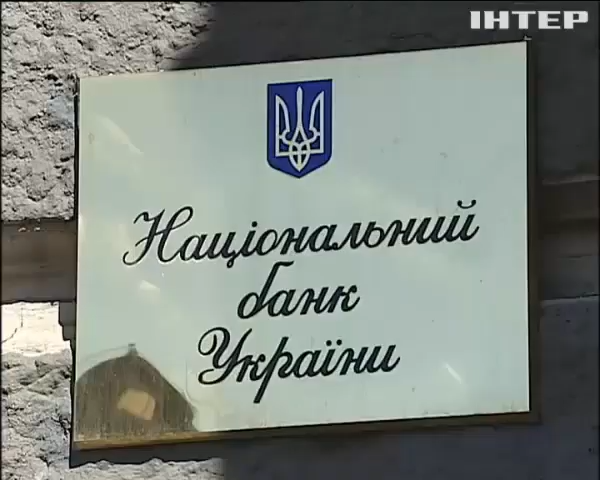 ІНТЕР
Національний
банк
України